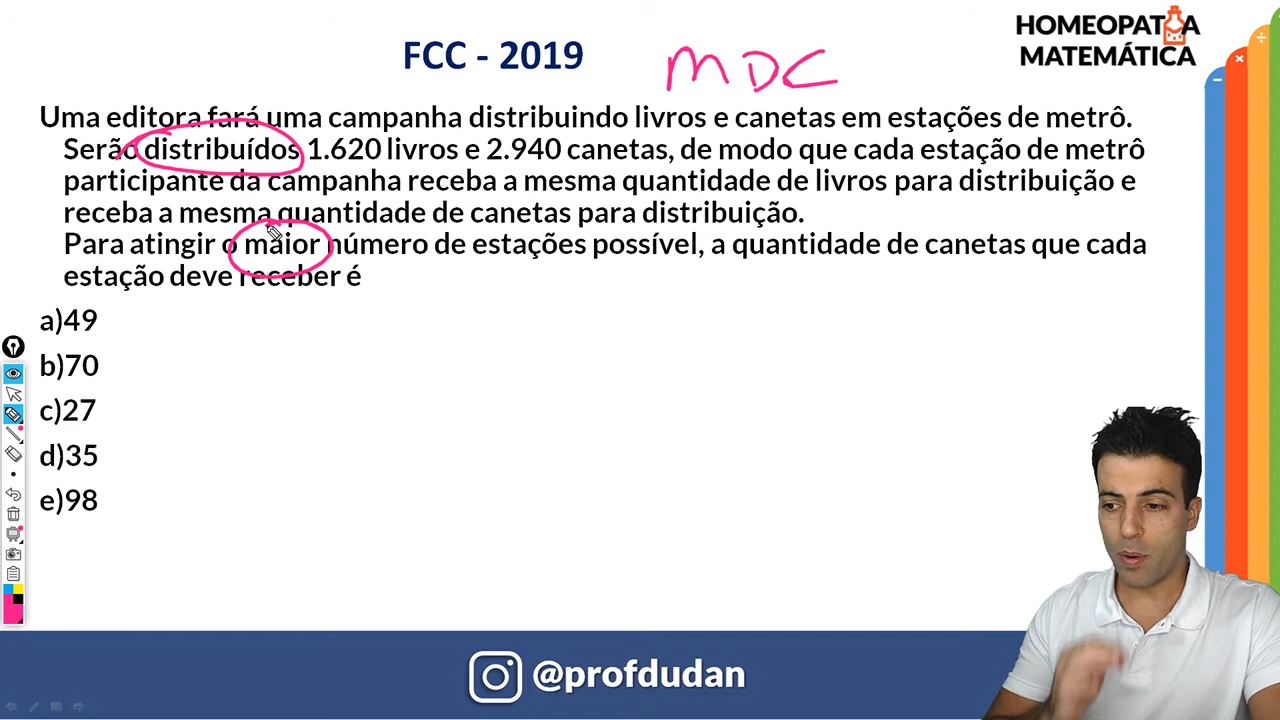 HOMEOPATIA
MATEMÁTICA
FCC - 2019
MDC
Uma editora fará uma campanha distribuindo livros e canetas em estações de metrô.
Serão distribuídos 1.620 livros e 2.940 canetas, de modo que cada estação de metrô
participante da campanha receba a mesma quantidade de livros para distribuição e
receba a mesma quantidade de canetas para distribuição.
Para atingir o maior número de estações possível, a quantidade de canetas que cada
estação deve receber é
a)49
b)70
c)27
d)35
e)98
@profdudan